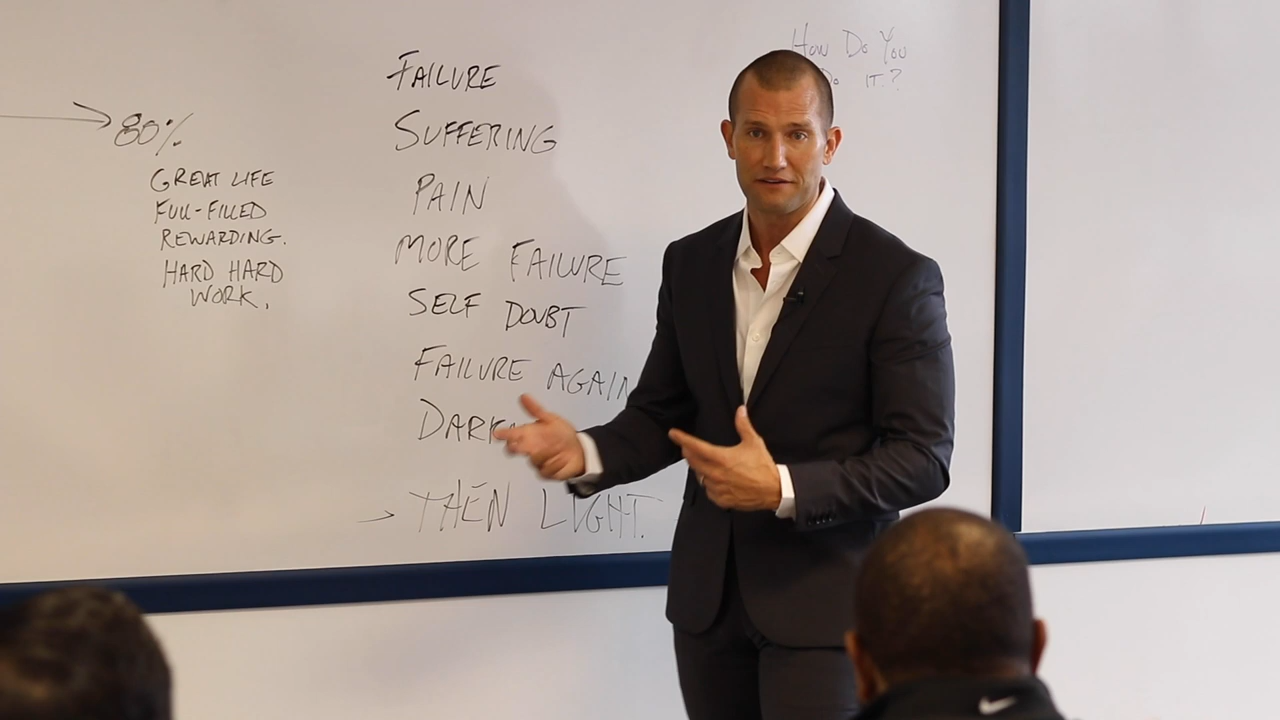 80%
GREAT LIFE
FULL-FILLED
REWARDING.
HARD HARD
WORK.
FAILURE
SUFFERING
PAIN
MORE FAILURE
SELF DOUBT
FAILURE AGAIN
THEN LIGHT.
HOW DO YOU
DO IT?